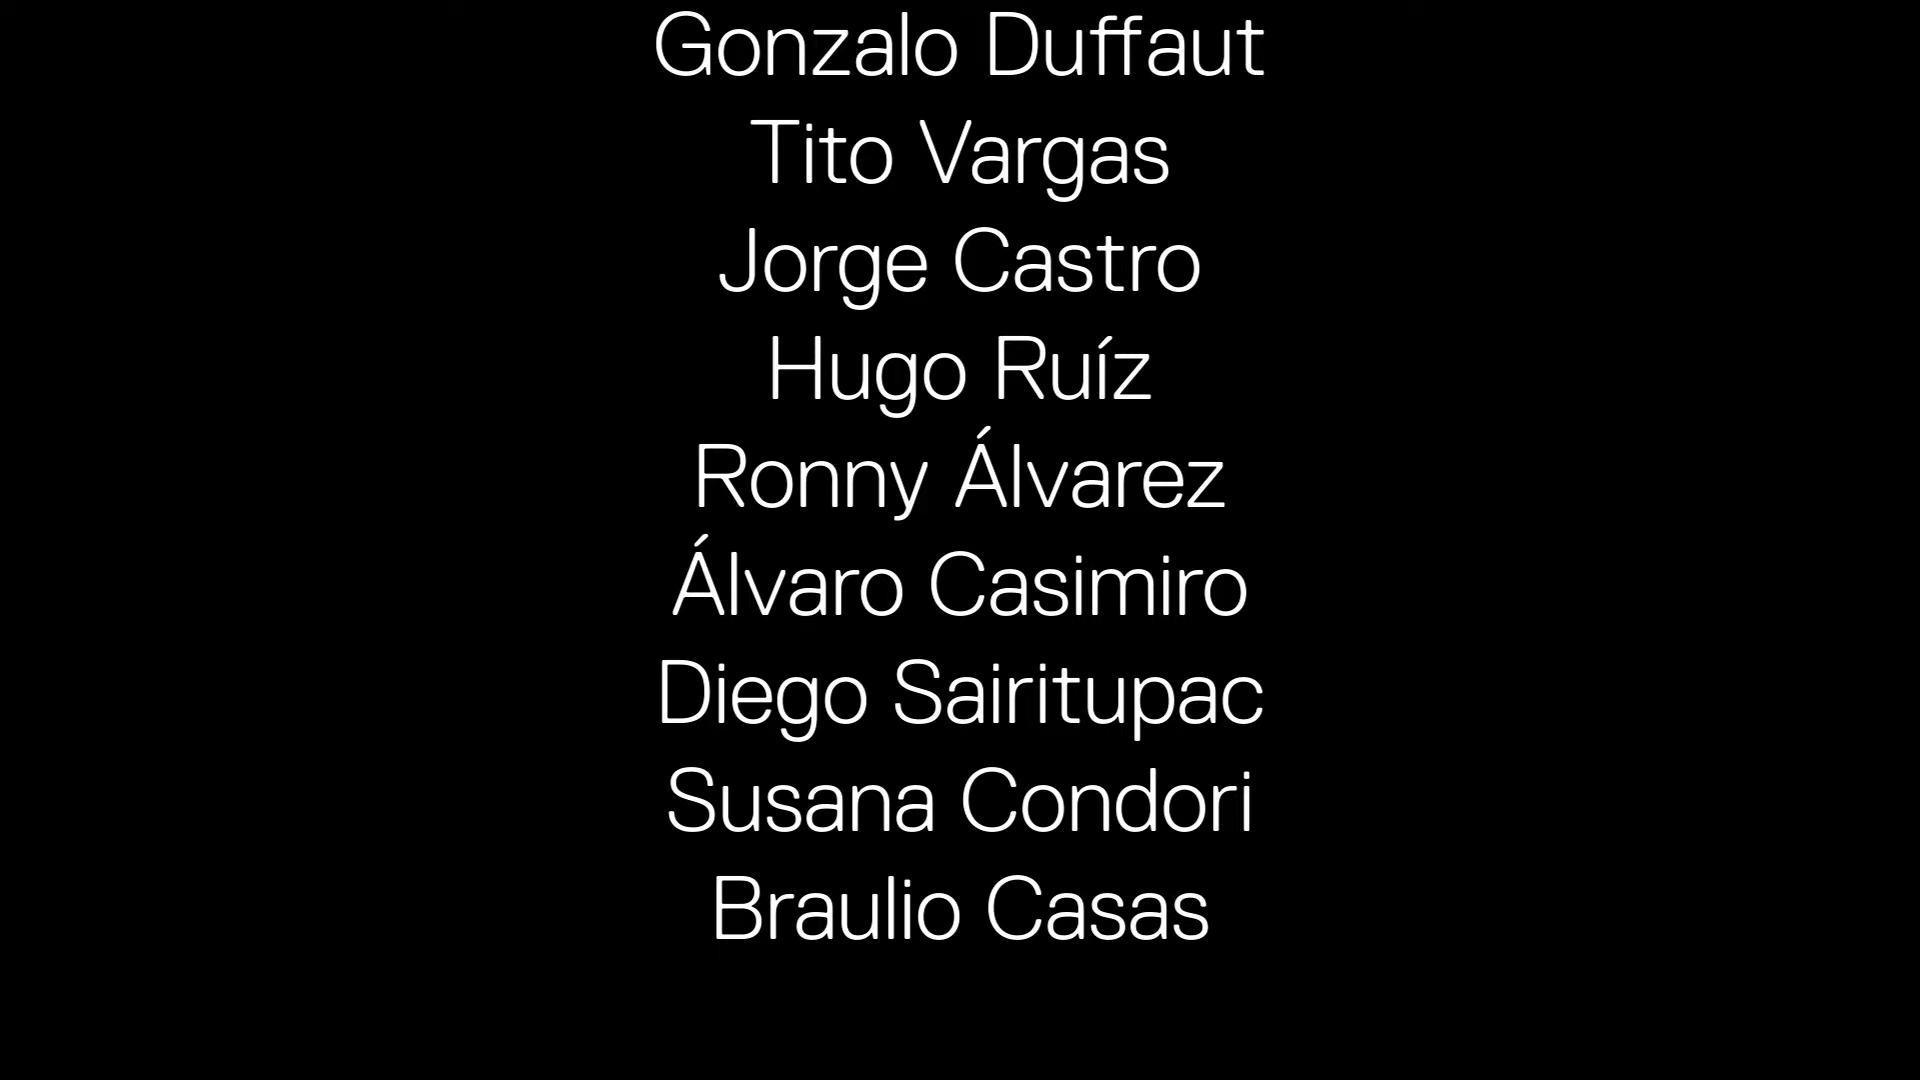 Gonzalo Duffaut
Tito Vargas
Jorge Castro
Hugo Ruíz
Ronny Álvarez
Álvaro Casimiro
Diego Sairitupac
Susana Condori
Braulio Casas